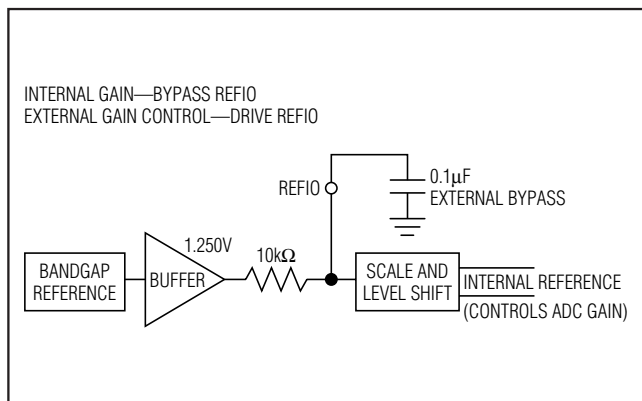 INTERNAL GAIN—BYPASS REFIO
EXTERNAL GAIN CONTROL—DRIVE REFIO
REFIO
0.1µF
EXTERNAL BYPASS
1.250V
10kΩ
BANDGAP
REFERENCE
BUFFER
SCALE AND
LEVEL SHIFT
INTERNAL REFERENCE
(CONTROLS ADC GAIN)